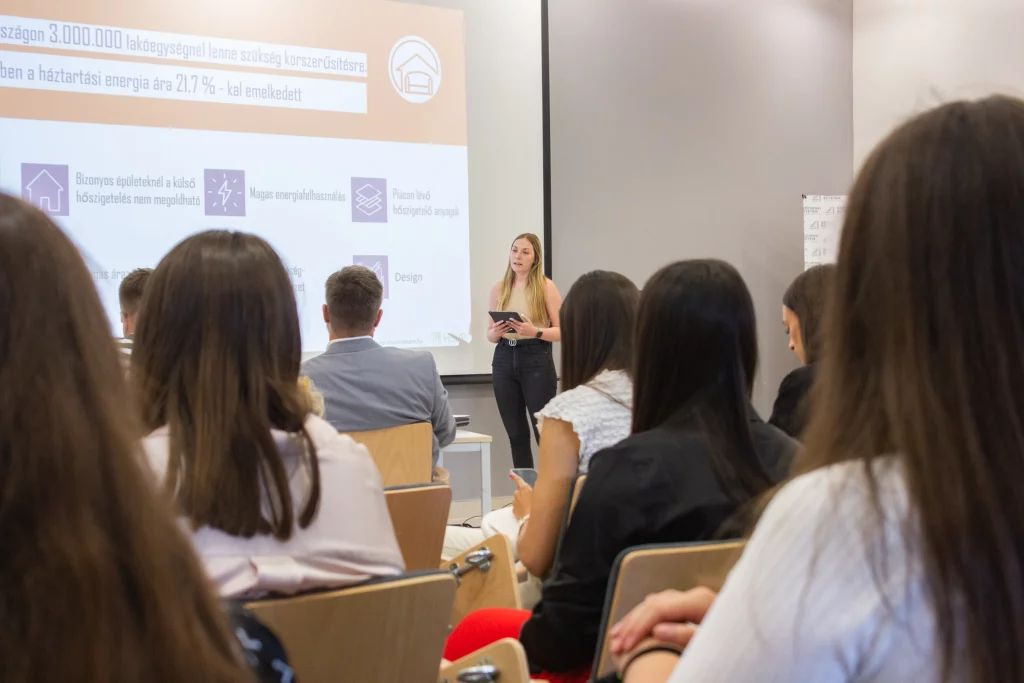 szágon 3.000.000 lakóegységnél lenne szükség korszerűsítésre.
ben a háztartási energia ára 21,7 % - kal emelkedett
Bizonyos épületeknél a külső
hőszigetelés nem megoldható
Magas energiafelhasználás
Piacon lévő
hőszigetelő anyagok
Design